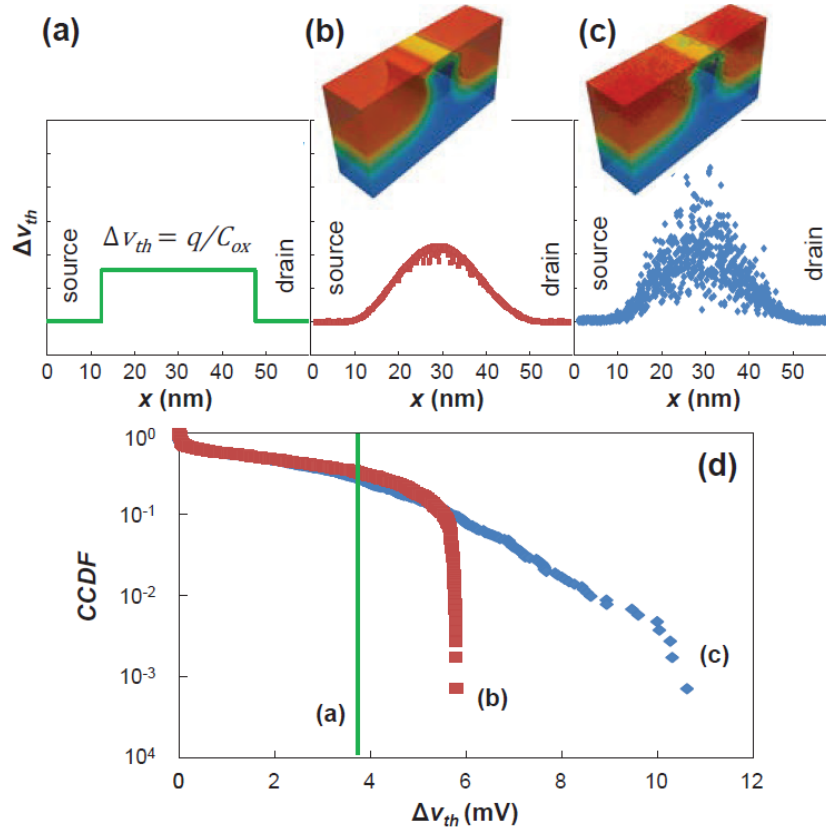 (a)
(b)
(c)
Δv_th
source
Δv_th = q/C_ox
drain
source
drain
source
drain
0 10 20 30 40 50
0 10 20 30 40 50
0 10 20 30 40 50
x (nm)
x (nm)
x (nm)
(d)
CCDF
10^0
10^-1
10^-2
10^-3
10^4
(a)
(b)
(c)
0 2 4 6 8 10 12
Δv_th (mV)